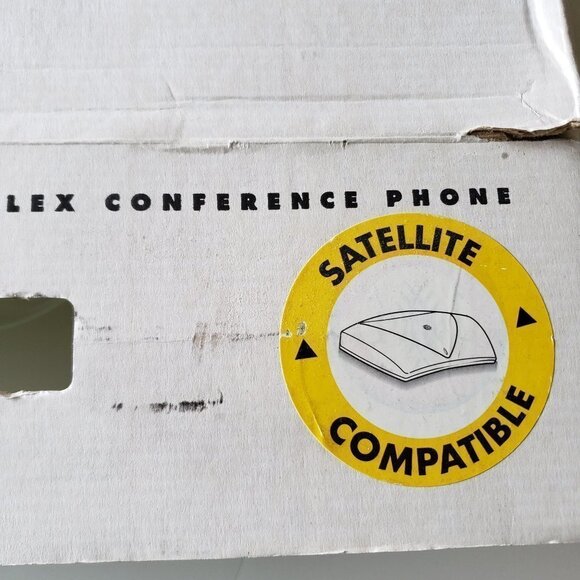 LEX CONFERENCE PHONE
SATELLITE
COMPATIBLE